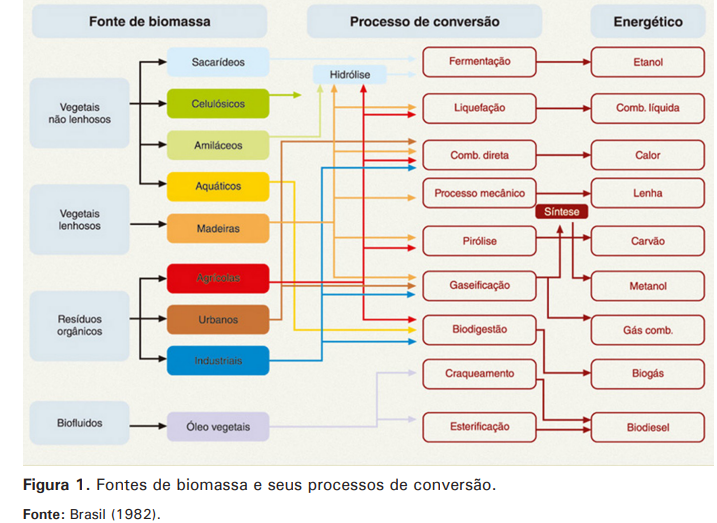 Fonte de biomassa
Processo de conversão
Energético
Vegetais
não lenhosos
Vegetais
lenhosos
Resíduos
orgânicos
Biofluidos
Sacarídeos
Celulósicos
Amiláceos
Aquáticos
Madeiras
Agrícolas
Urbanos
Industriais
Óleo vegetais
Hidrólise
Fermentação
Liquefação
Comb. direta
Processo mecânico
Síntese
Pirólise
Gaseificação
Biodigestão
Craqueamento
Esterificação
Etanol
Comb. líquida
Calor
Lenha
Carvão
Metanol
Gás comb.
Biogás
Biodiesel
Figura 1. Fontes de biomassa e seus processos de conversão.
Fonte: Brasil (1982).